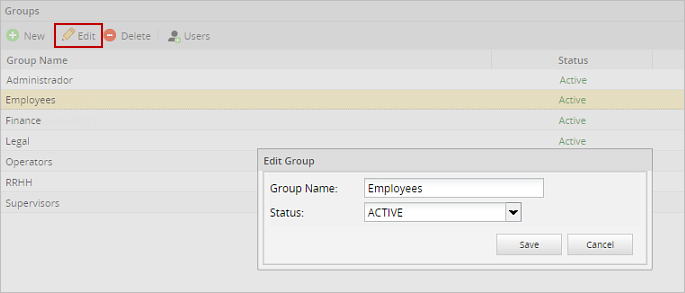 Groups
New Edit Delete Users
Group Name Status
Administrador Active
Employees Active
Finance Active
Legal Active
Operators
RRHH
Supervisors
Edit Group
Group Name: Employees
Status: ACTIVE
Save Cancel